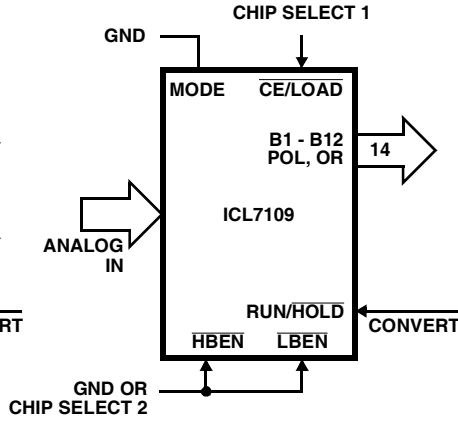 CHIP SELECT 1
GND
MODE
CE/LOAD
B1 - B12
POL, OR
14
ICL7109
ANALOG
IN
RUN/HOLD
RT
CONVERT
HBEN
LBEN
GND OR
CHIP SELECT 2